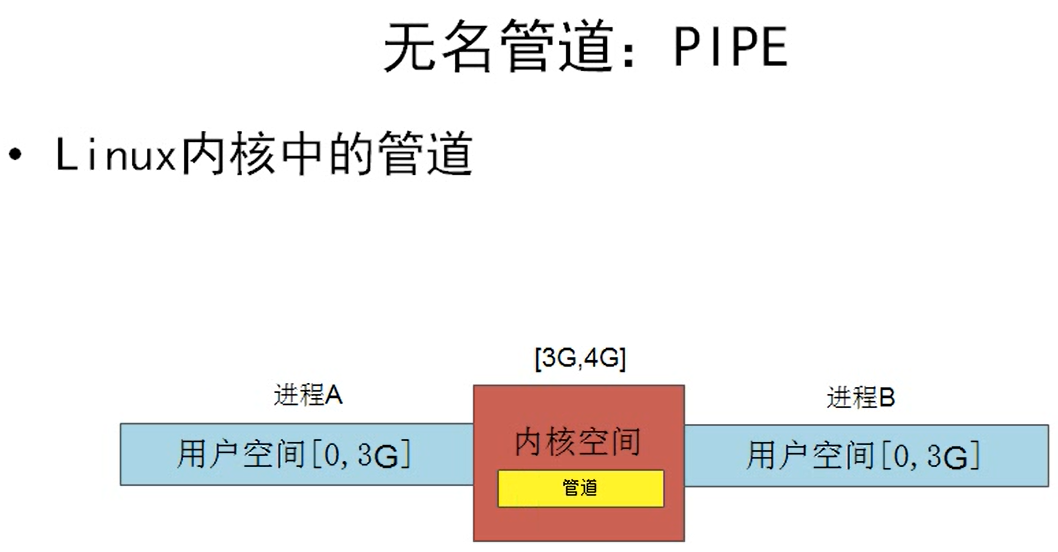 无名管道：PIPE
• Linux内核中的管道
[3G,4G]
进程A
进程B
用户空间[0,3G]
内核空间
用户空间[0,3G]
管道